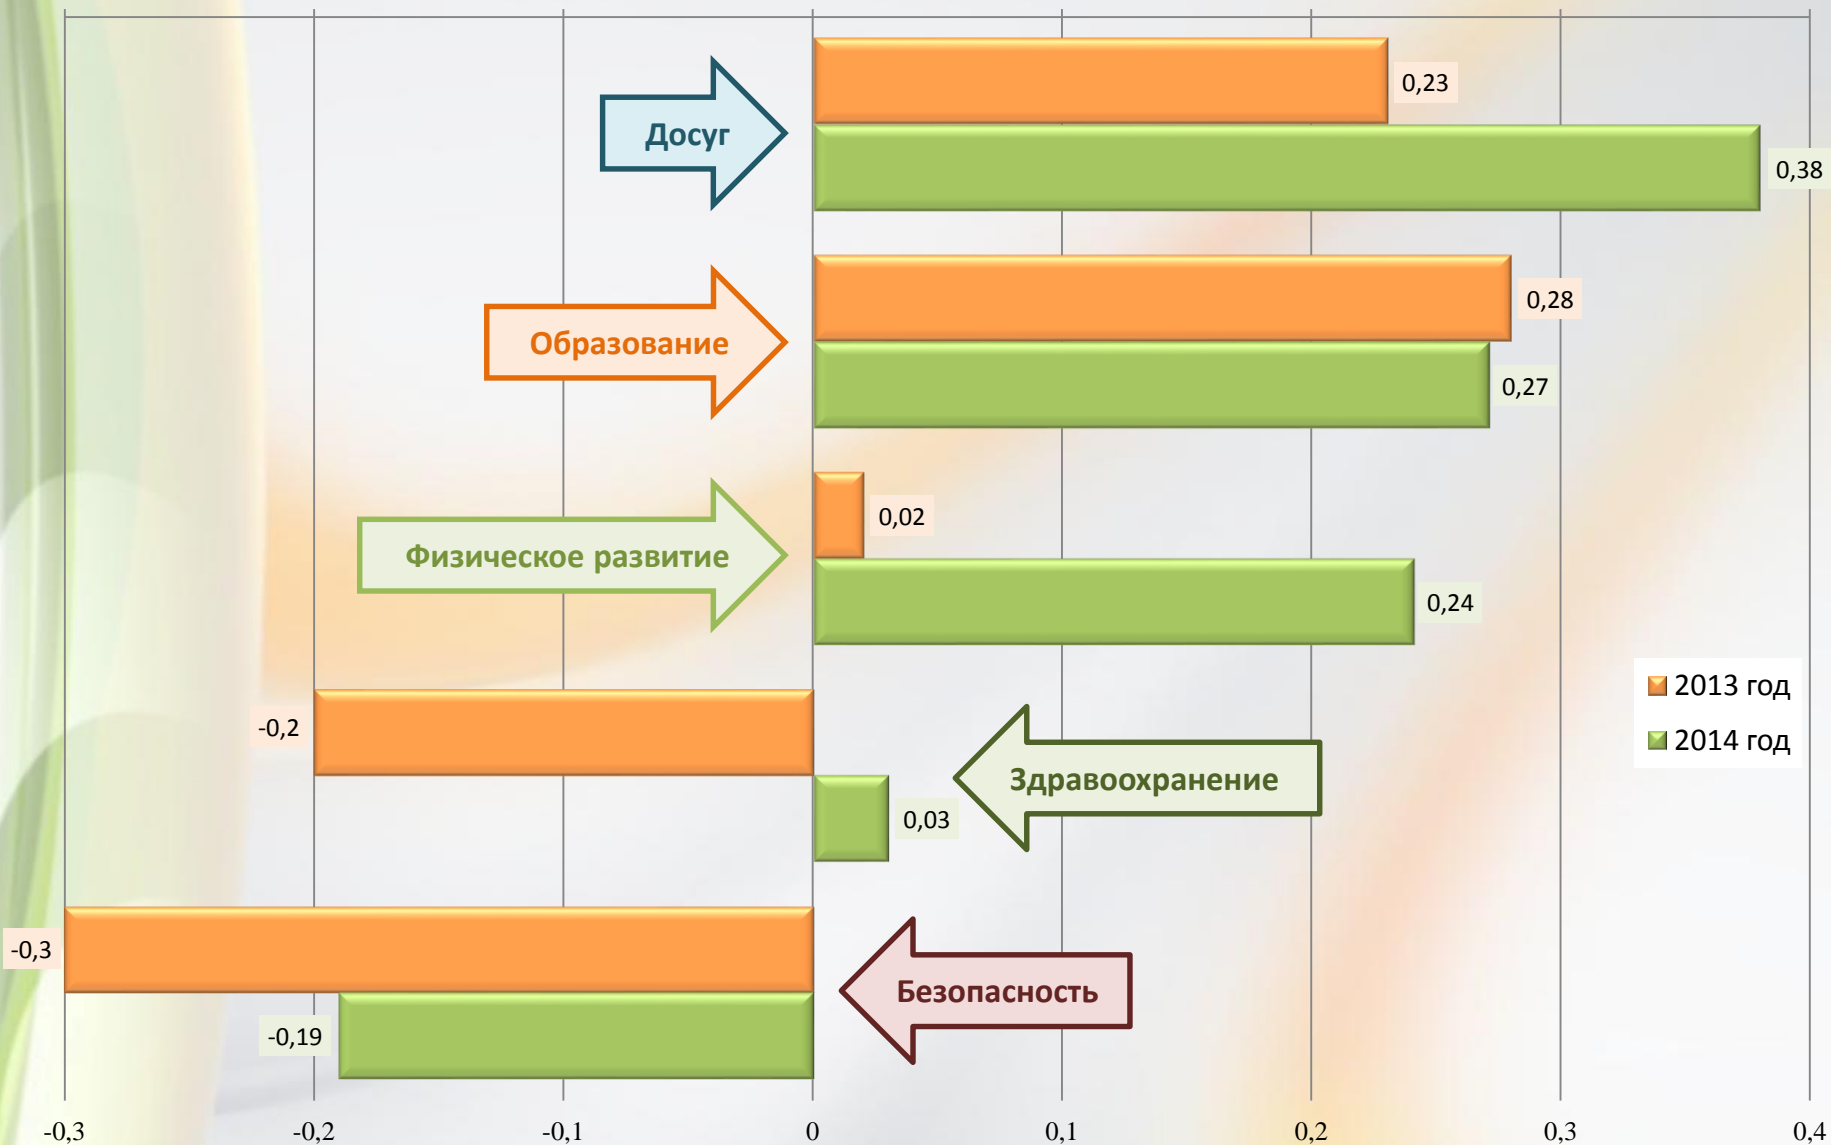 0,23
Досуг
0,38
0,28
Образование
0,27
0,02
Физическое развитие
0,24
2013 год
2014 год
-0,2
Здравоохранение
0,03
-0,3
Безопасность
-0,19
-0,3 -0,2 -0,1 0 0,1 0,2 0,3 0,4